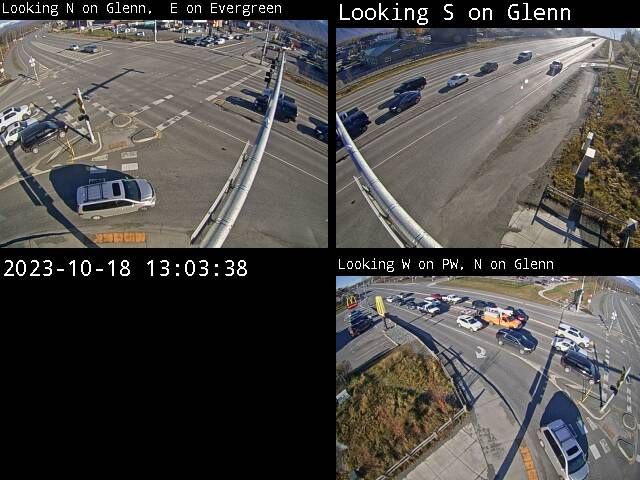 Looking N on Glenn,  E on Evergreen
Looking S on Glenn
2023-10-18 13:03:38
Looking W on PW, N on Glenn